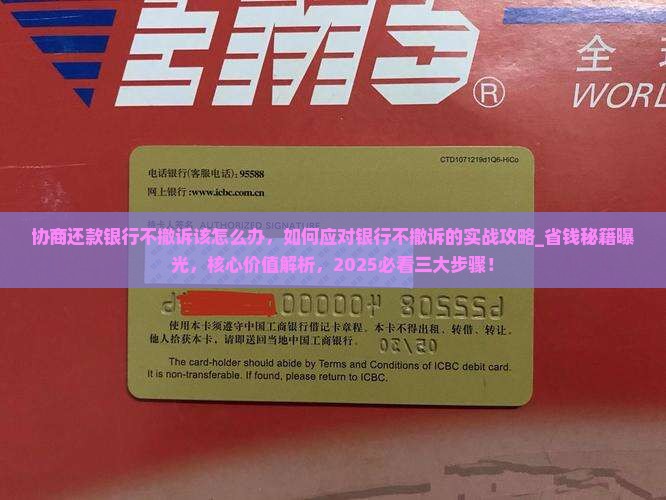 EMS®
全
WORL
CTD1071219d1Q6-HiCo
电话银行(客服电话): 95588
网上银行:www.icbc.com.cn
AUTHORIZED SIGNATURE
协商还款银行不撤诉该怎么办，如何应对银行不撤诉的实战攻略_省钱秘籍曝
光，核心价值解析，2025必看三大步骤！
使用本卡须遵守中国工商银行借记卡章程。本卡不得出租、转借、转让。
他人拾获本卡，请即送回当地中国工商银行。
The card-holder should abide by Terms and Conditions of ICBC debit card.
It is non-transferable. If found, please return to ICBC.